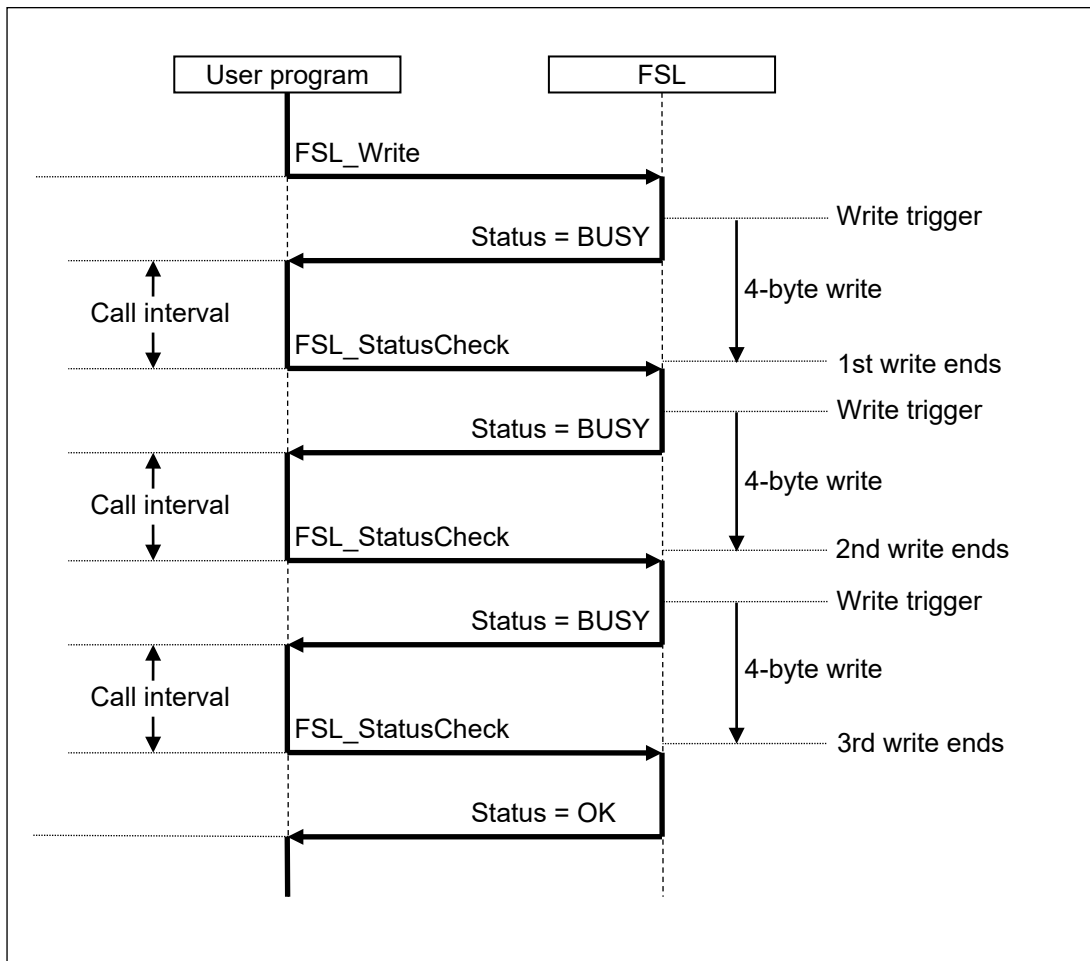 User program
FSL
FSL_Write
Write trigger
Status = BUSY
4-byte write
Call interval
FSL_StatusCheck
1st write ends
Write trigger
Status = BUSY
4-byte write
Call interval
FSL_StatusCheck
2nd write ends
Write trigger
Status = BUSY
4-byte write
Call interval
FSL_StatusCheck
3rd write ends
Status = OK